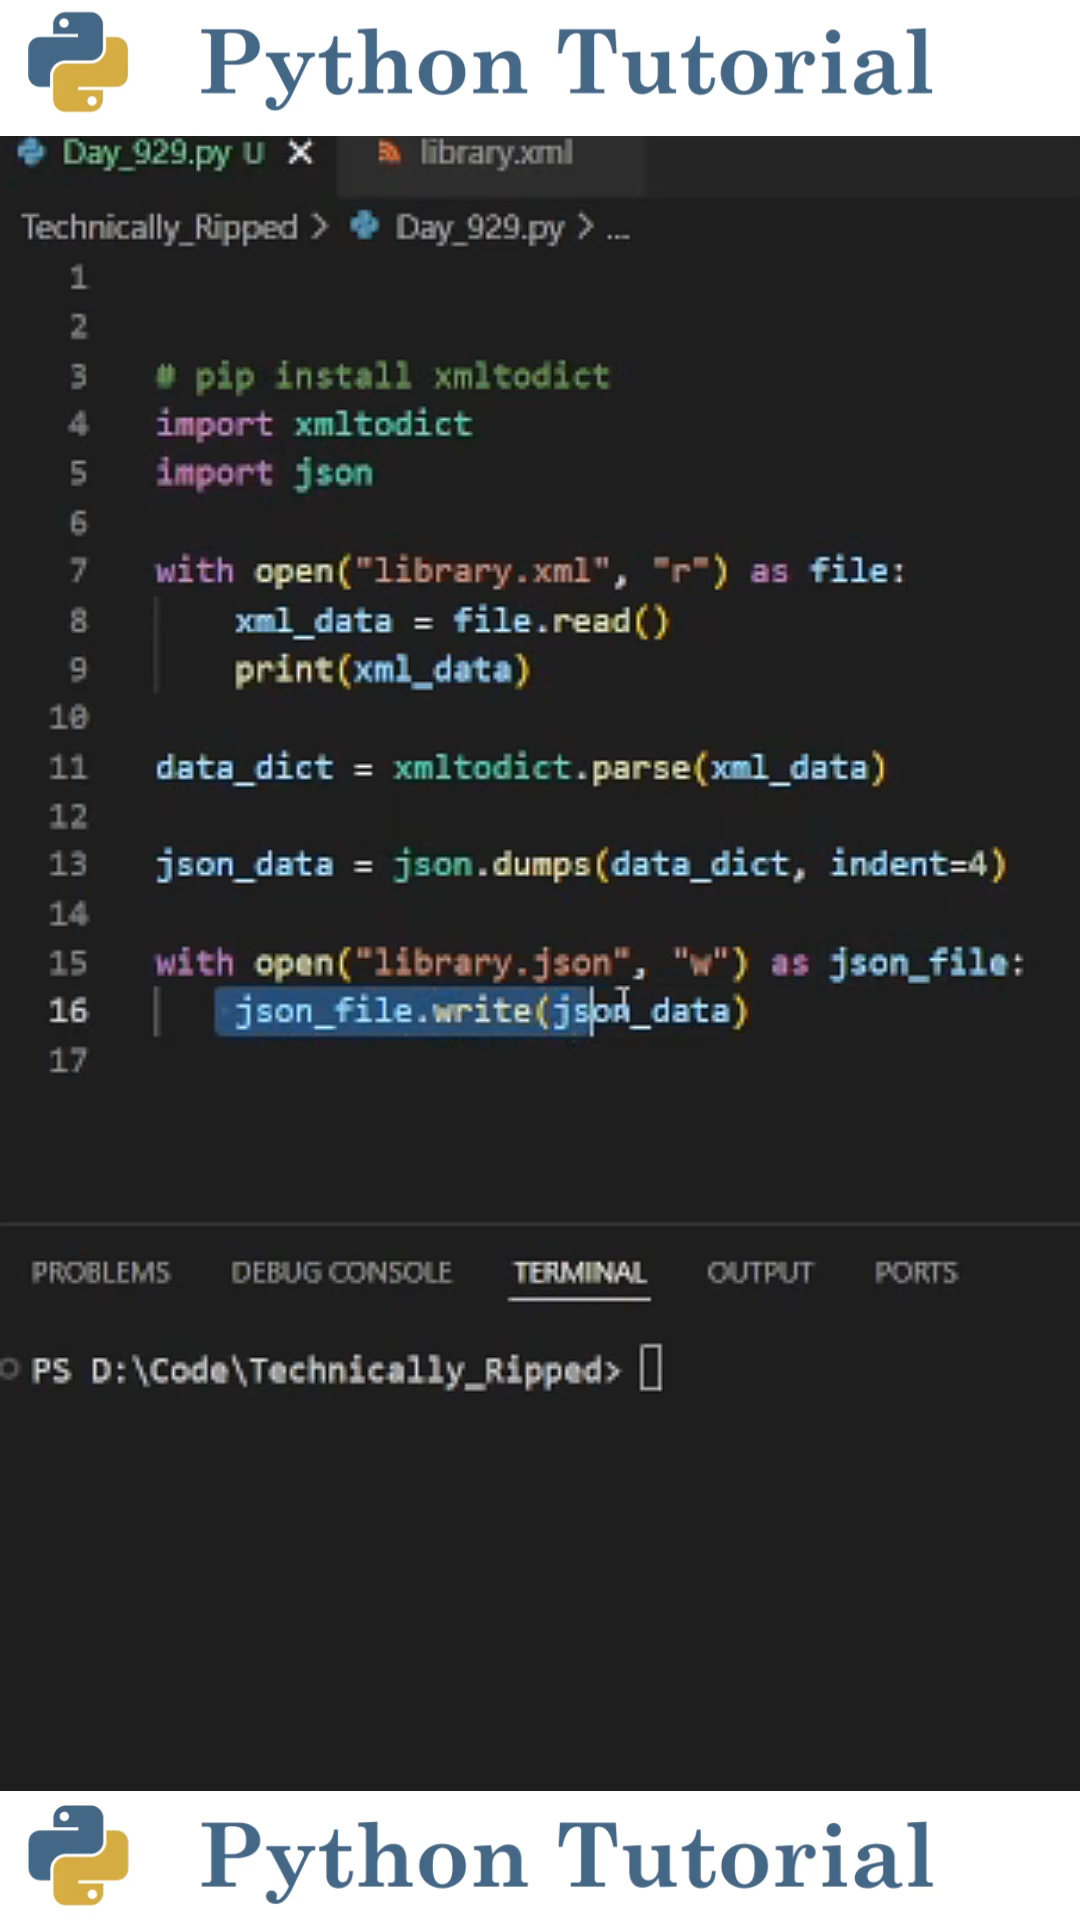 Python Tutorial
Day_929.py U X library.xml
Technically_Ripped > Day_929.py > ...
1
2
3 # pip install xmltodict
4 import xmltodict
5 import json
6
7 with open("library.xml", "r") as file:
8 xml_data = file.read()
9 print(xml_data)
10
11 data_dict = xmltodict.parse(xml_data)
12
13 json_data = json.dumps(data_dict, indent=4)
14
15 with open("library.json", "w") as json_file:
16 json_file.write(json_data)
17
PROBLEMS DEBUG CONSOLE TERMINAL OUTPUT PORTS
PS D:\Code\Technically_Ripped>
Python Tutorial